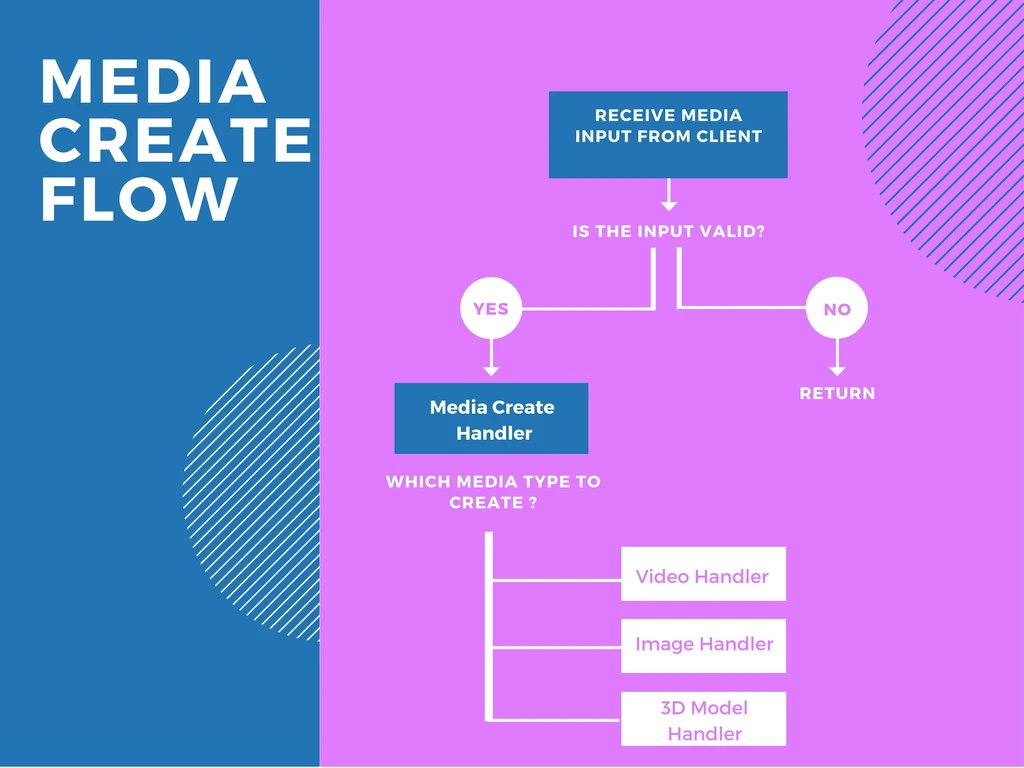 MEDIA
CREATE
FLOW
RECEIVE MEDIA
INPUT FROM CLIENT
IS THE INPUT VALID?
YES
NO
RETURN
Media Create
Handler
WHICH MEDIA TYPE TO
CREATE ?
Video Handler
Image Handler
3D Model
Handler